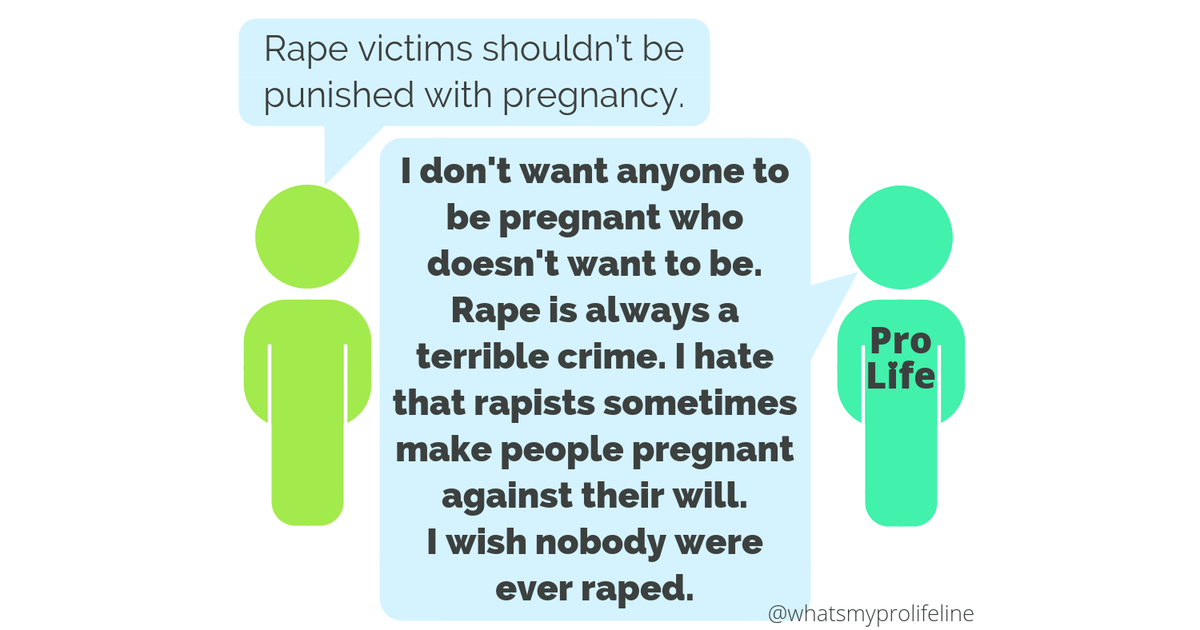 Rape victims shouldn't be
punished with pregnancy.
I don't want anyone to
be pregnant who
doesn't want to be.
Rape is always a
terrible crime. I hate
that rapists sometimes
make people pregnant
against their will.
I wish nobody were
ever raped.
Pro
Life
@whatsmyprolifeline